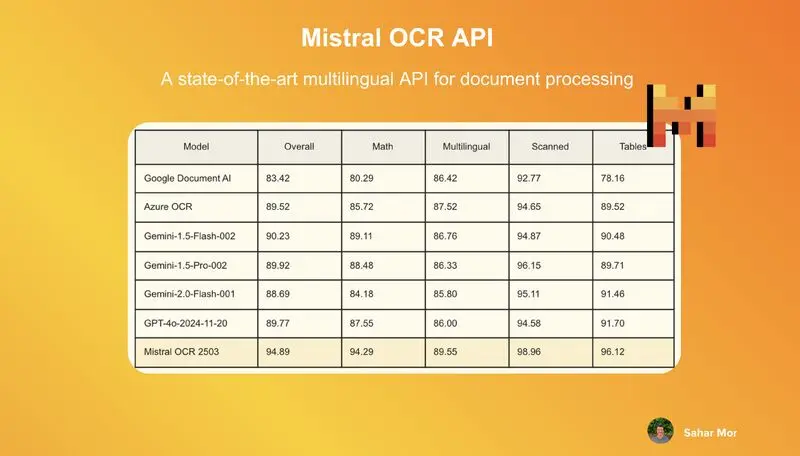 Mistral OCR API
A state-of-the-art multilingual API for document processing
Model Overall Math Multilingual Scanned Tables
Google Document AI 83.42 80.29 86.42 92.77 78.16
Azure OCR 89.52 85.72 87.52 94.65 89.52
Gemini-1.5-Flash-002 90.23 89.11 86.76 94.87 90.48
Gemini-1.5-Pro-002 89.92 88.48 86.33 96.15 89.71
Gemini-2.0-Flash-001 88.69 84.18 85.80 95.11 91.46
GPT-4o-2024-11-20 89.77 87.55 86.00 94.58 91.70
Mistral OCR 2503 94.89 94.29 89.55 98.96 96.12
Sahar Mor